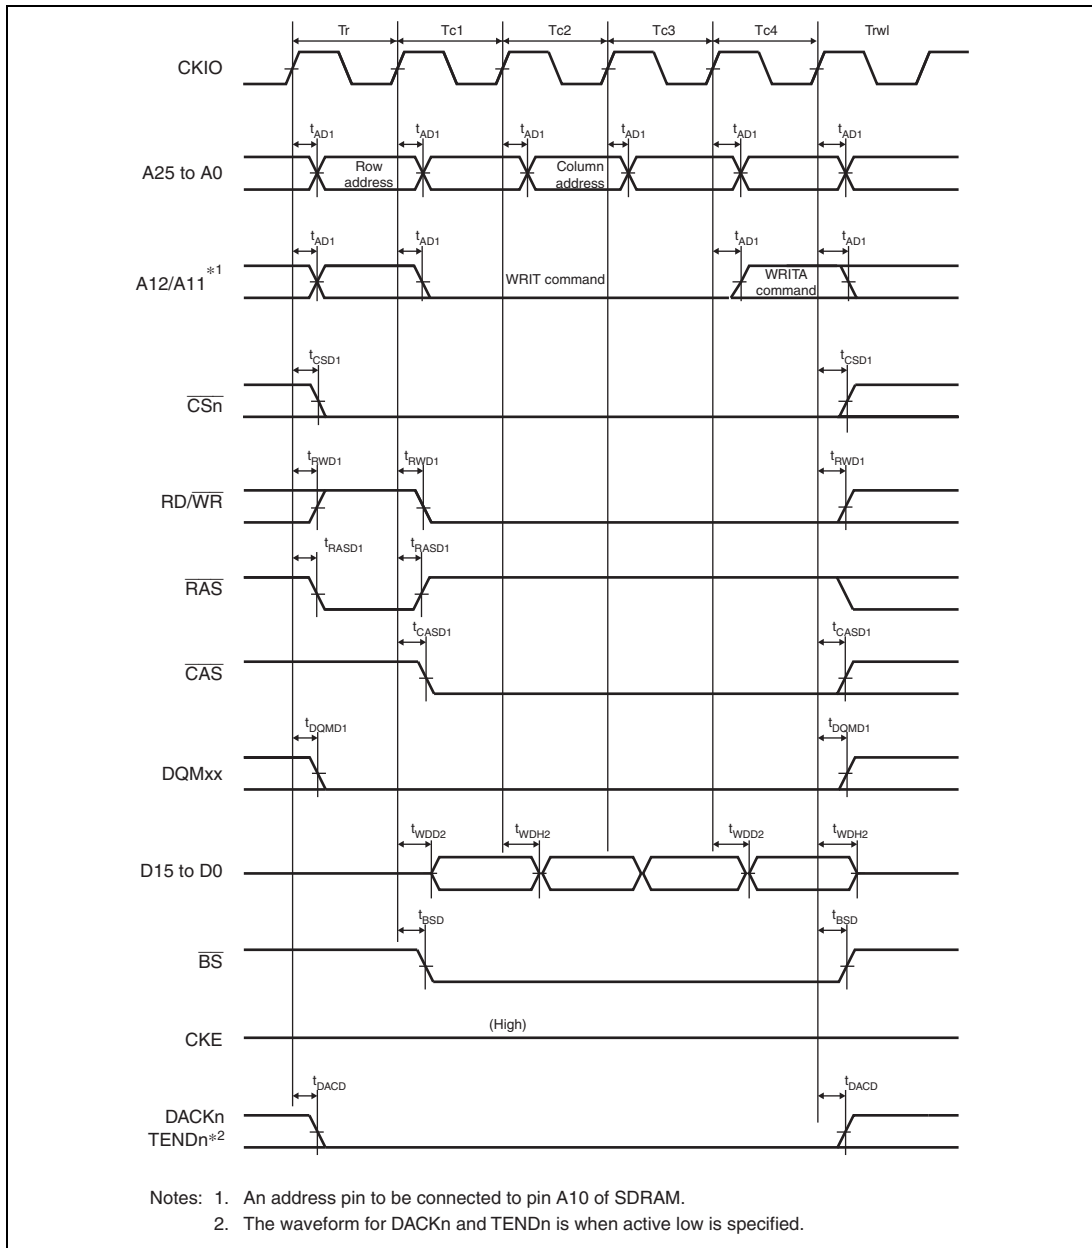 Tr Tc1 Tc2 Tc3 Tc4 Trwl
CKIO
tAD1 tAD1 tAD1 tAD1 tAD1 tAD1
A25 to A0
Row address
Column address
tAD1 tAD1 tAD1 tAD1
A12/A11*1
WRIT command
WRITA command
tCSD1 tCSD1
CSn
tRWD1 tRWD1 tRWD1
RD/WR
tRASD1 tRASD1
RAS
tCASD1 tCASD1
CAS
tDQMD1 tDQMD1
DQMxx
tWDD2 tWDH2 tWDD2 tWDH2
D15 to D0
tBSD tBSD
BS
(High)
CKE
tDACD tDACD
DACKn
TENDn*2
Notes: 1. An address pin to be connected to pin A10 of SDRAM.
2. The waveform for DACKn and TENDn is when active low is specified.